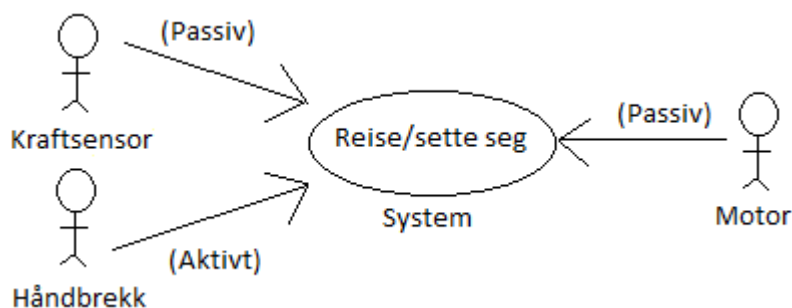 (Passiv)
Kraftsensor
Reise/sette seg
(Passiv)
System
Motor
(Aktivt)
Håndbrekk